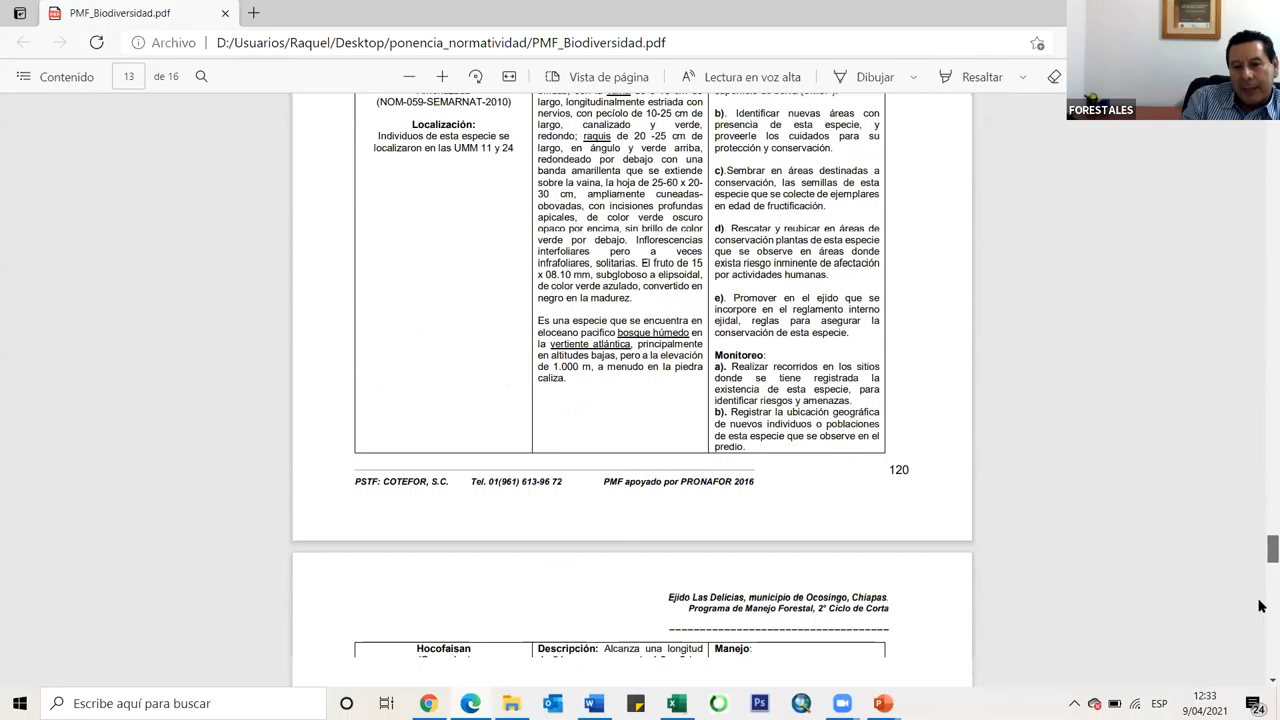 PMF_Biodiversidad.pdf
Archivo
D:/Usuarios/Raquel/Desktop/ponencia_normatividad/PMF_Biodiversidad.pdf
Contenido
13
de 16
Vista de página
Lectura en voz alta
Dibujar
Resaltar
FORESTALES
(NOM-059-SEMARNAT-2010)
Localización:
Individuos de esta especie se
localizaron en las UMM 11 y 24
largo, longitudinalmente estriada con
nervios, con pecíolo de 10-25 cm de
largo, canalizado y verde,
redondo; raquis de 20 -25 cm de
largo, en ángulo y verde arriba,
redondeado por debajo con una
banda amarillenta que se extiende
sobre la vaina, la hoja de 25-60 x 20-
30 cm, ampliamente cuneadas-
obovadas, con incisiones profundas
apicales, de color verde oscuro
opaco por encima, sin brillo de color
verde por debajo. Inflorescencias
interfoliares pero a veces
infrafoliares, solitarias. El fruto de 15
x 08.10 mm, subgloboso a elipsoidal,
de color verde azulado, convertido en
negro en la madurez.
Es una especie que se encuentra en
eloceano pacifico bosque húmedo en
la vertiente atlántica, principalmente
en altitudes bajas, pero a la elevación
de 1.000 m, a menudo en la piedra
caliza.
b). Identificar nuevas áreas con
presencia de esta especie, y
proveerle los cuidados para su
protección y conservación.
c).Sembrar en áreas destinadas a
conservación, las semillas de esta
especie que se colecte de ejemplares
en edad de fructificación.
d). Rescatar y reubicar en áreas de
conservación plantas de esta especie
que se observe en áreas donde
exista riesgo inminente de afectación
por actividades humanas.
e). Promover en el ejido que se
incorpore en el reglamento interno
ejidal, reglas para asegurar la
conservación de esta especie.
Monitoreo:
a). Realizar recorridos en los sitios
donde se tiene registrada la
existencia de esta especie, para
identificar riesgos y amenazas.
b). Registrar la ubicación geográfica
de nuevos individuos o poblaciones
de esta especie que se observe en el
predio.
120
PSTF: COTEFOR, S.C. Tel. 01(961) 613-96 72 PMF apoyado por PRONAFOR 2016
Ejido Las Delicias, municipio de Ocosingo, Chiapas.
Programa de Manejo Forestal, 2° Ciclo de Corta
Hocofaisan
Descripción: Alcanza una longitud
Manejo:
Escribe aquí para buscar
ESP
12:33
9/04/2021
24